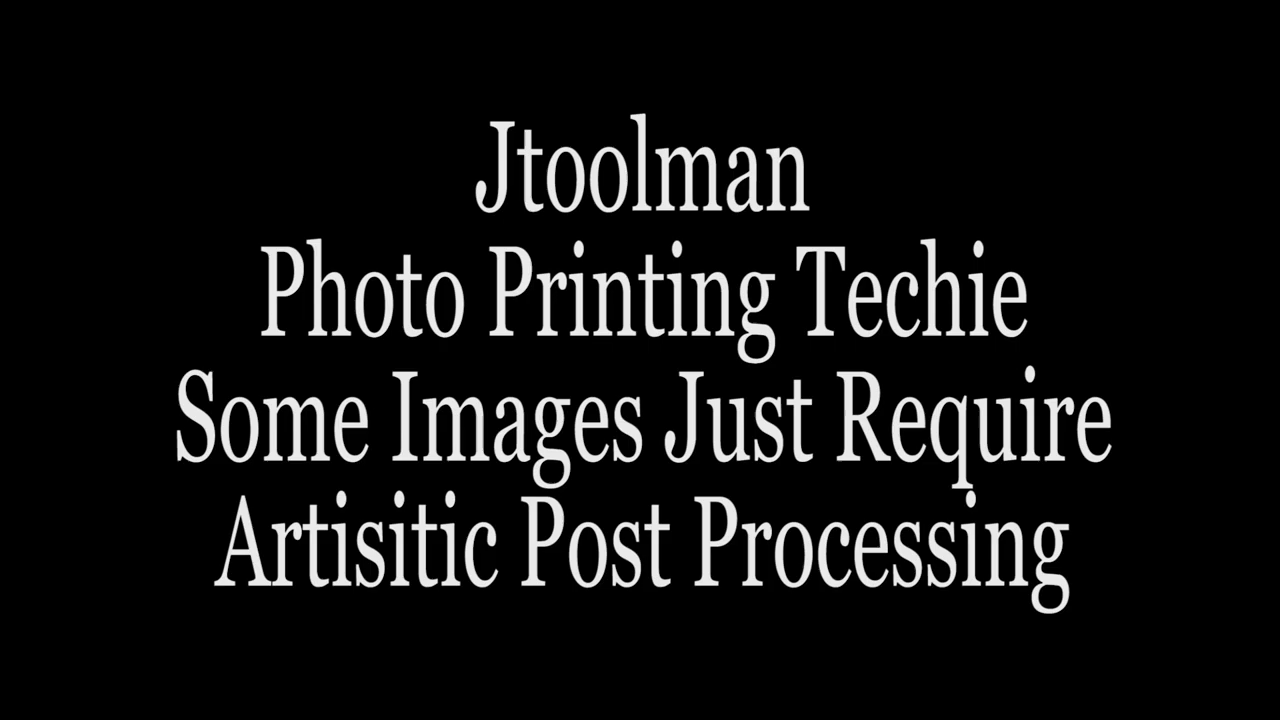 Jtoolman
Photo Printing Techie
Some Images Just Require
Artisitic Post Processing